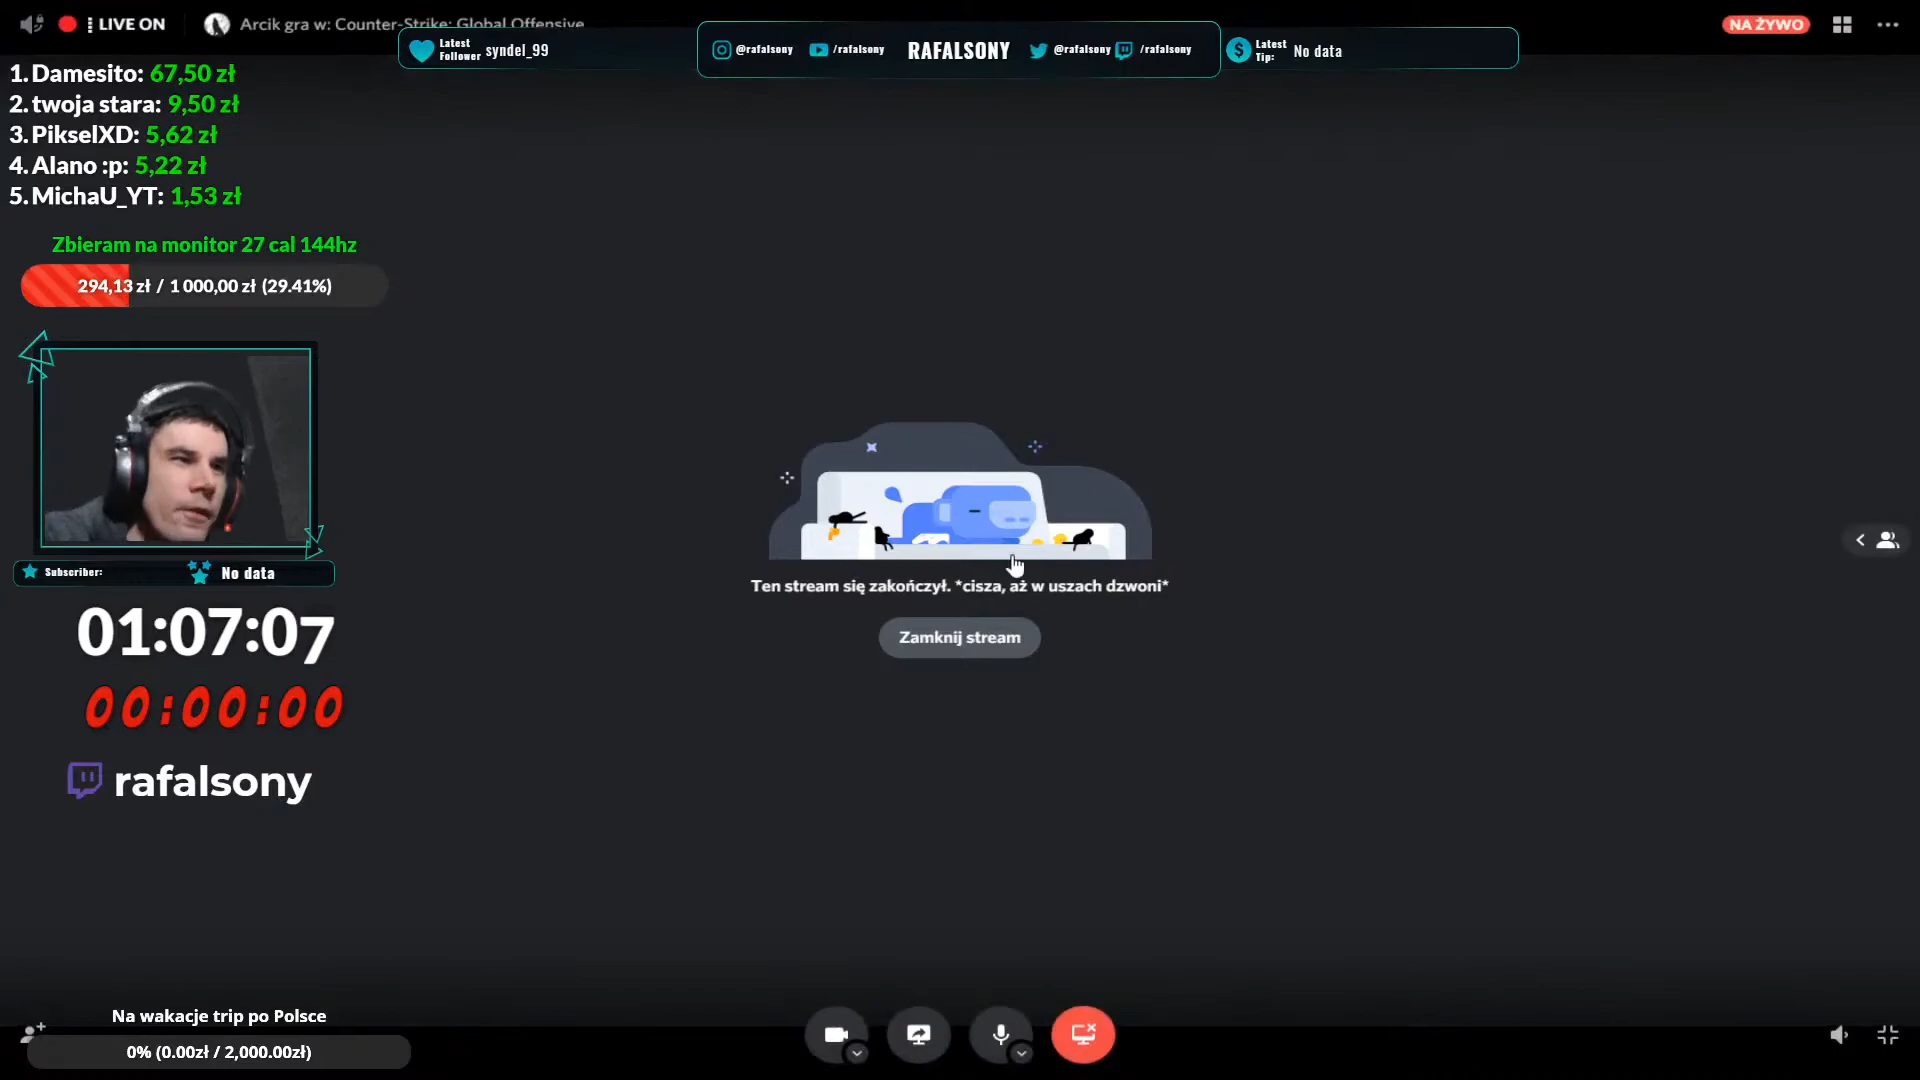 LIVE ON
Arcik gra w: Counter-Strike: Global Offensive
NA ŻYWO
Latest Follower syndel_99
@rafalsony /rafalsony RAFALSONY @rafalsony /rafalsony
Latest Tip: No data
1. Damesito: 67,50 zł
2. twoja stara: 9,50 zł
3. PikselXD: 5,62 zł
4. Alano :p: 5,22 zł
5. MichaU_YT: 1,53 zł
Zbieram na monitor 27 cal 144hz
294,13 zł / 1 000,00 zł (29.41%)
Subscriber: No data
01:07:07
00:00:00
rafalsony
Ten stream się zakończył. *cisza, aż w uszach dzwoni*
Zamknij stream
Na wakacje trip po Polsce
0% (0.00zł / 2,000.00zł)